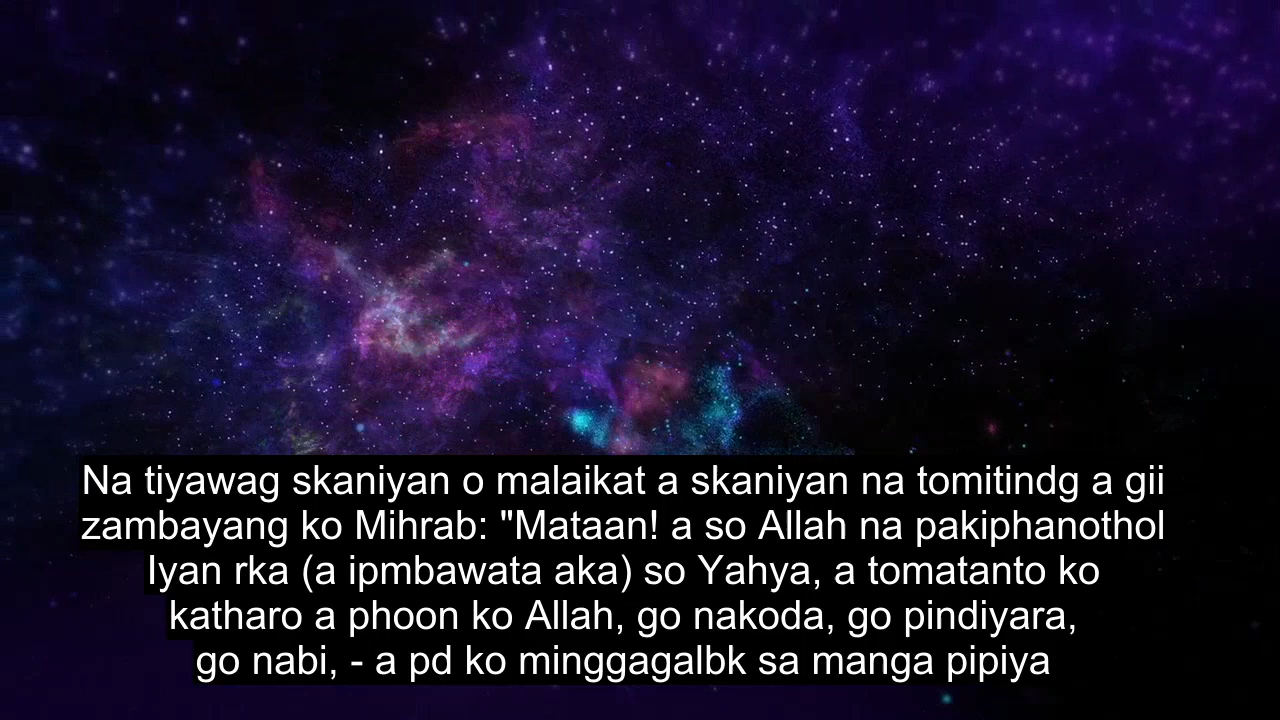 Na tiyawag skaniyan o malaikat a skaniyan na tomitindg a gii
zambayang ko Mihrab: "Mataan! a so Allah na pakiphanothol
Iyan rka (a ipmbawata aka) so Yahya, a tomatanto ko
katharo a phoon ko Allah, go nakoda, go pindiyara,
go nabi, - a pd ko minggagalbk sa manga pipiya